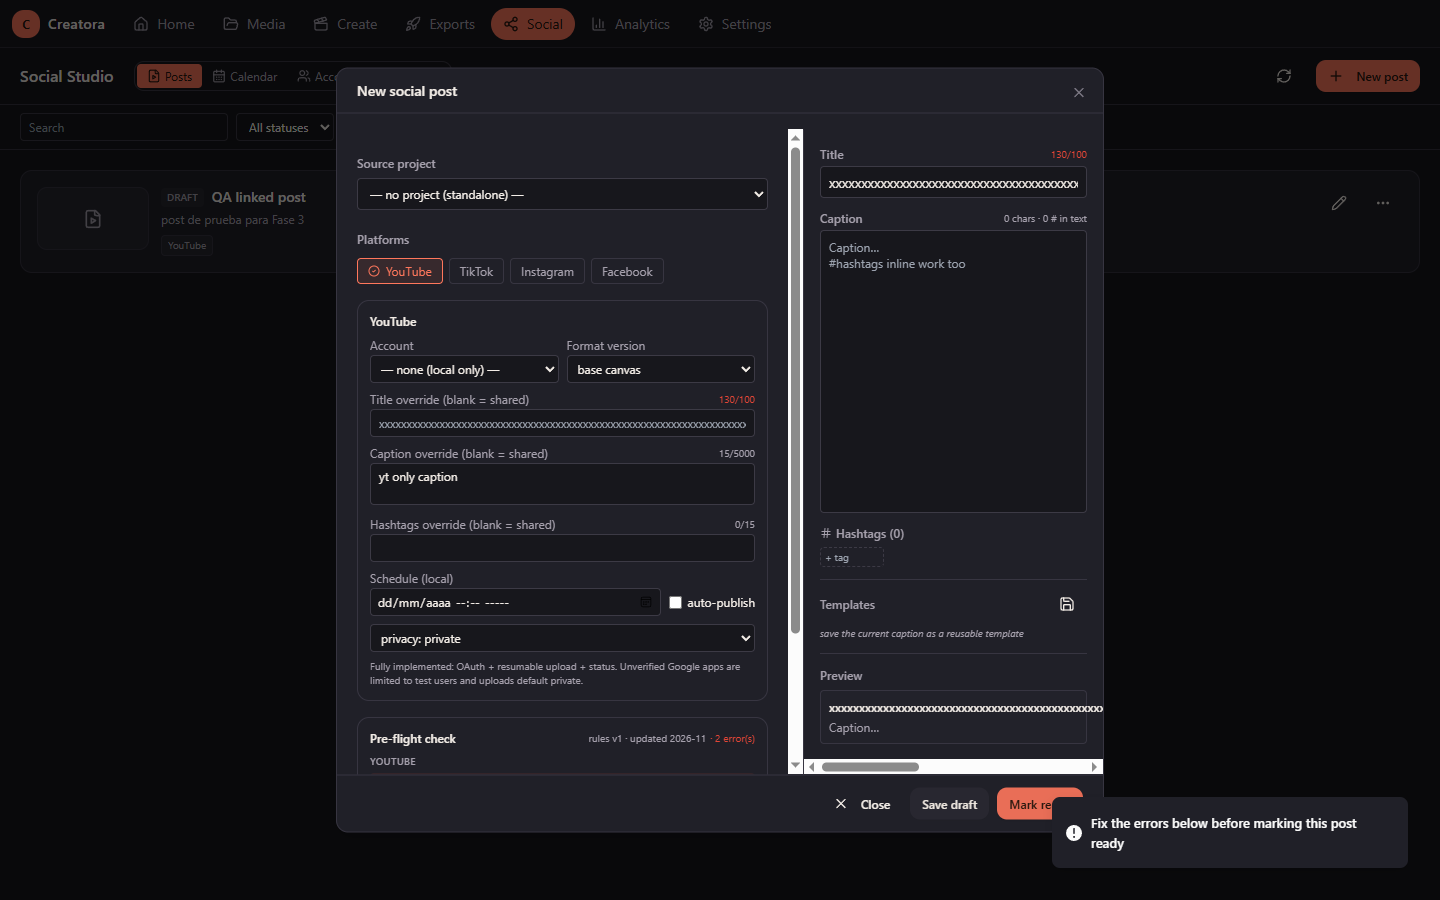 C Creatora Home Media Create Exports Social Analytics Settings
Social Studio Posts Calendar Acc New post
Search All statuses
DRAFT QA linked post
post de prueba para Fase 3
YouTube
New social post
Source project
— no project (standalone) —
Platforms
YouTube TikTok Instagram Facebook
YouTube
Account Format version
— none (local only) — base canvas
Title override (blank = shared) 130/100
Caption override (blank = shared) 15/5000
yt only caption
Hashtags override (blank = shared) 0/15
Schedule (local)
dd/mm/aaaa --:-- ----- auto-publish
privacy: private
Fully implemented: OAuth + resumable upload + status. Unverified Google apps are
limited to test users and uploads default private.
Pre-flight check rules v1 · updated 2026-11 · 2 error(s)
YOUTUBE
Title 130/100
Caption 0 chars · 0 # in text
Caption...
#hashtags inline work too
# Hashtags (0)
+ tag
Templates
save the current caption as a reusable template
Preview
Caption...
Close Save draft Mark re
Fix the errors below before marking this post
ready